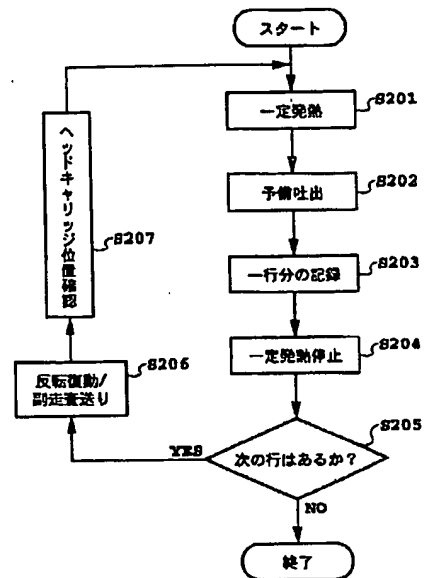 スタート
一定発熱
S201
予備吐出
S202
一行分の記録
S203
一定発熱停止
S204
次の行はあるか?
S205
YES
NO
反転復動/
副走査送り
S206
ヘッドキャリッジ位置確認
S207
終了